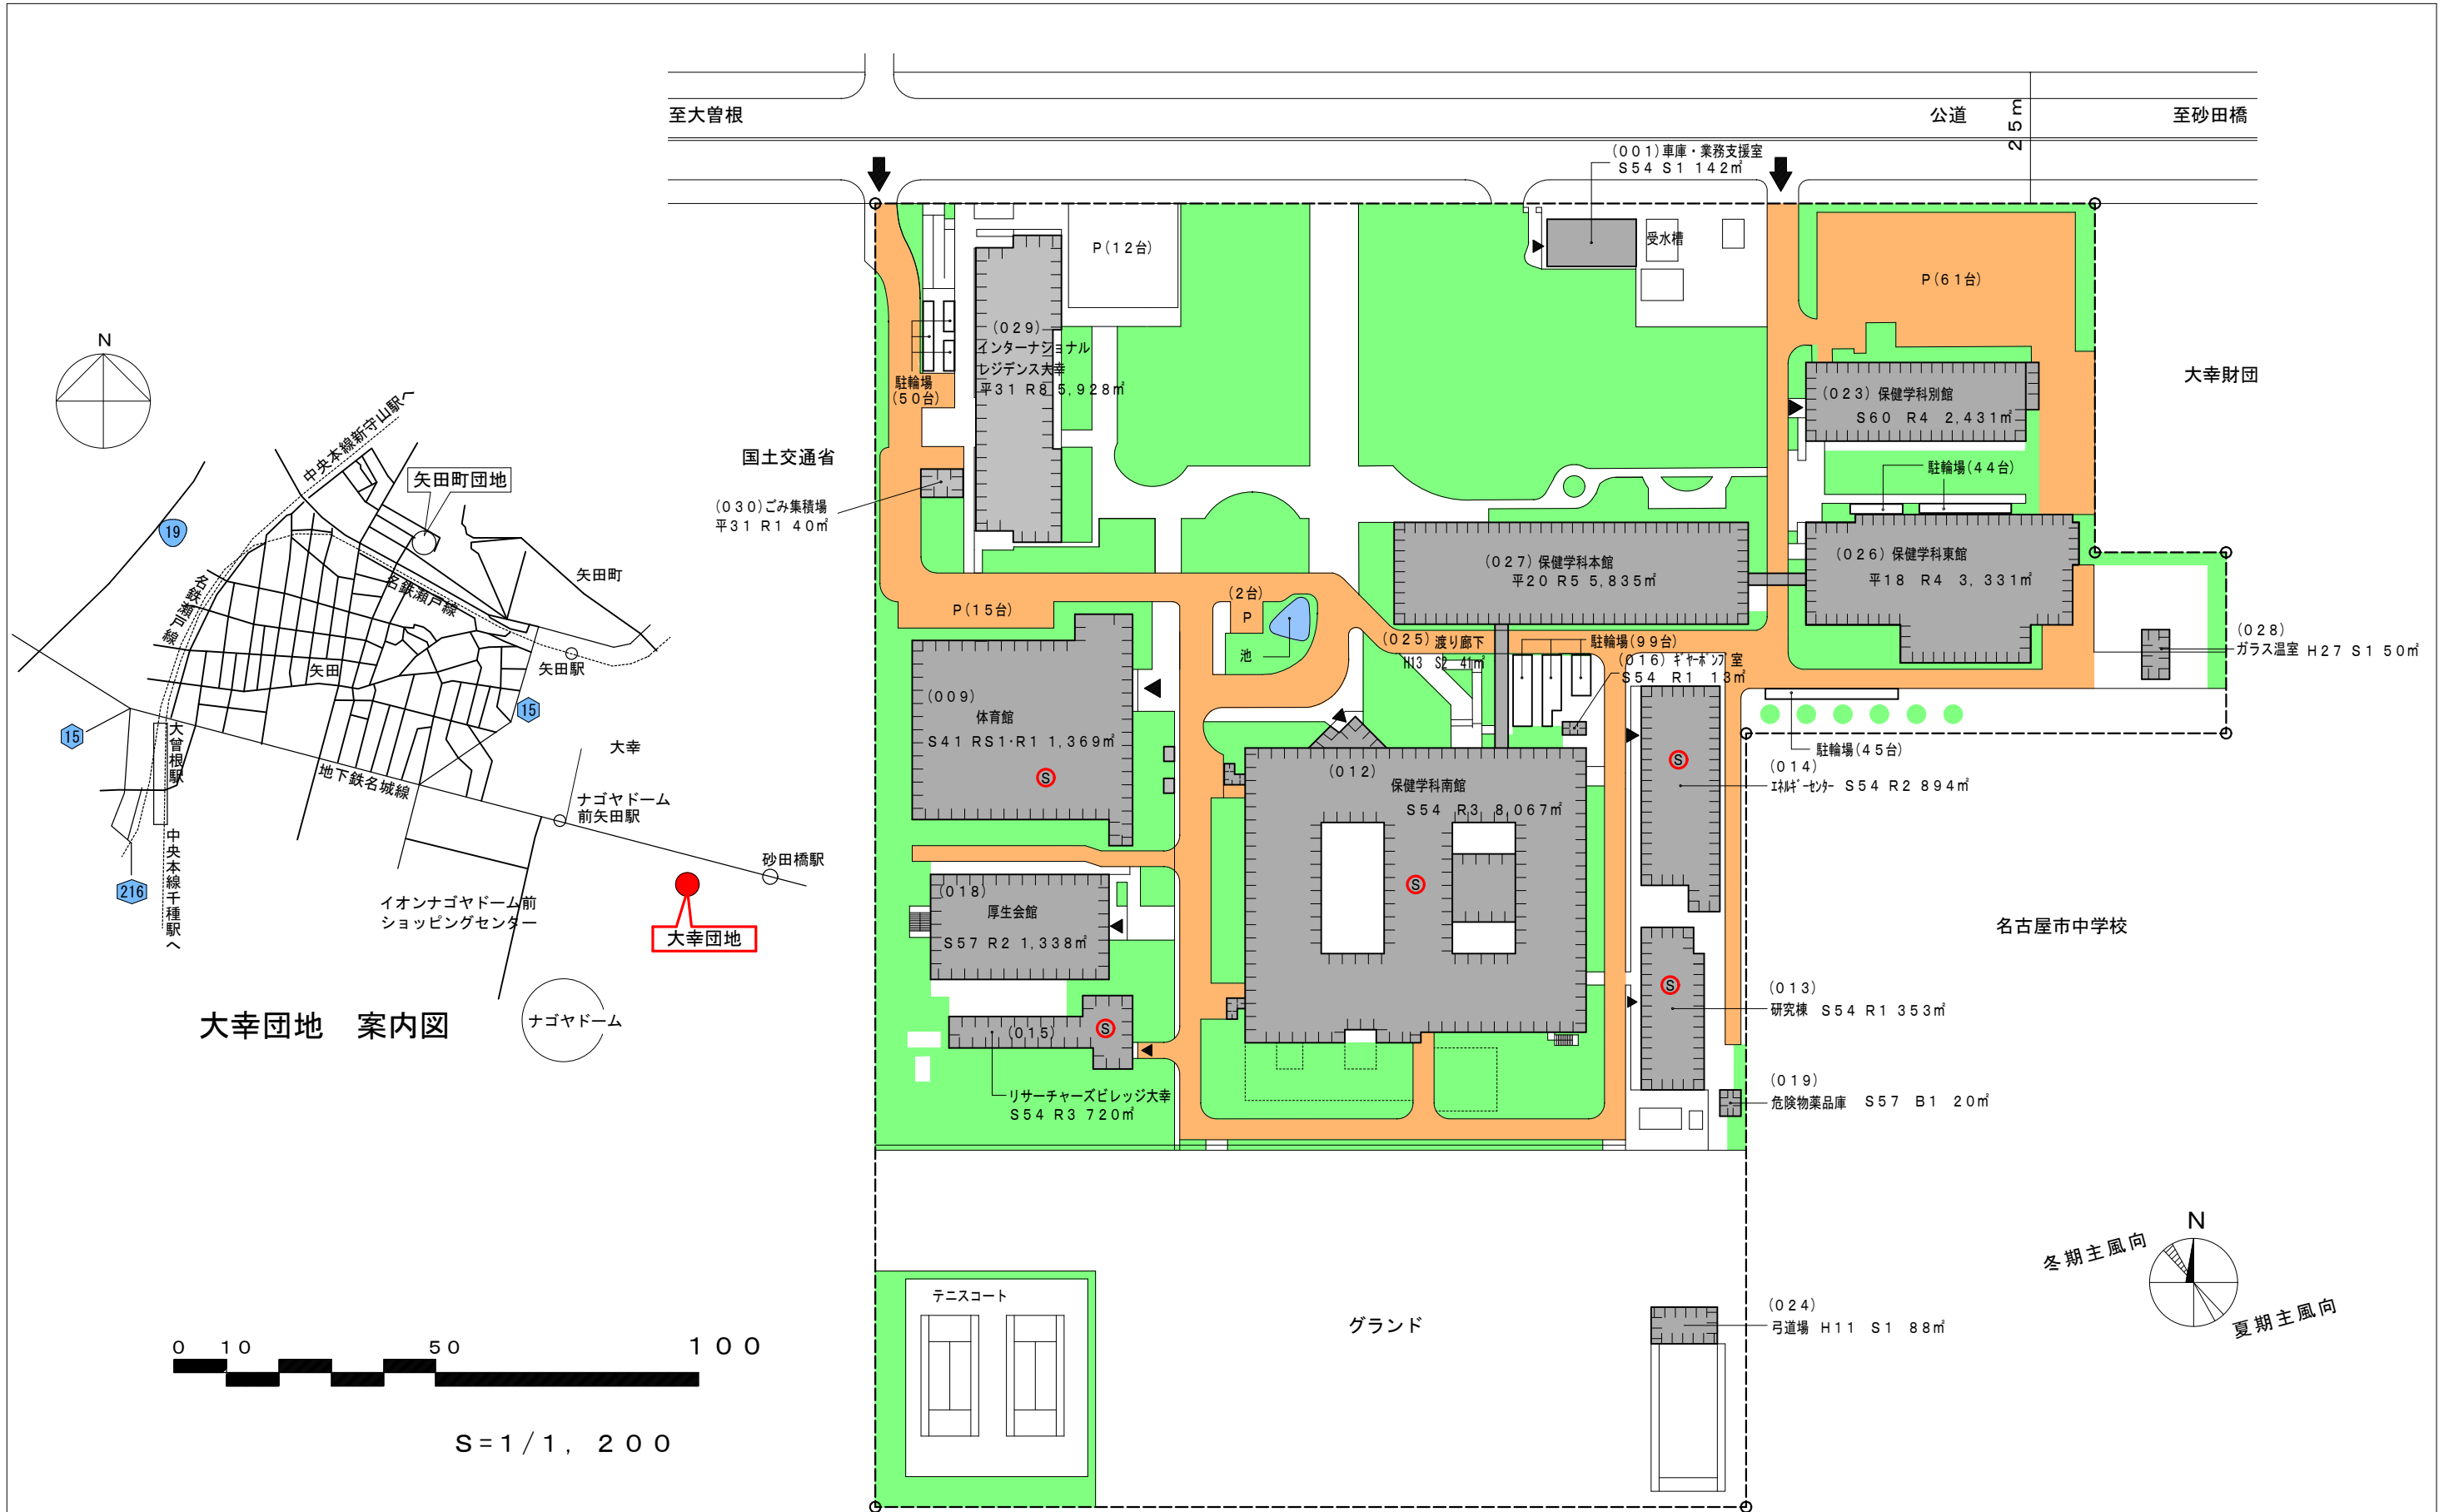 至大曽根
公道
至砂田橋
25m
(001)車庫・業務支援室
S54 S1 142㎡
受水槽
P(12台)
P(61台)
大幸財団
(029)
インターナショナル
レジデンス大幸
平31 R8 5,928㎡
駐輪場
(50台)
(023) 保健学科別館
S60 R4 2,431㎡
駐輪場(44台)
国土交通省
(030)ごみ集積場
平31 R1 40㎡
(027) 保健学科本館
平20 R5 5,835㎡
(026) 保健学科東館
平18 R4 3,331㎡
P(15台)
(2台)
P
池
(025) 渡り廊下
H13 S2 41㎡
駐輪場(99台)
(016) ギヤーポンプ室
S54 R1 13㎡
(028)
ガラス温室 H27 S1 50㎡
(009)
体育館
S41 RS1・R1 1,369㎡
S
(012)
保健学科南館
S54 R3 8,067㎡
S
駐輪場(45台)
(014)
エネルギーセンター S54 R2 894㎡
S
(018)
厚生会館
S57 R2 1,338㎡
名古屋市中学校
(013)
研究棟 S54 R1 353㎡
S
(015)
S
リサーチャーズビレッジ大幸
S54 R3 720㎡
(019)
危険物薬品庫 S57 B1 20㎡
テニスコート
グランド
(024)
弓道場 H11 S1 88㎡
N
冬期主風向
夏期主風向
N
中央本線新守山駅へ
矢田町団地
19
名鉄瀬戸線
名鉄瀬戸線
矢田町
矢田
矢田駅
15
15
大曽根駅
地下鉄名城線
大幸
ナゴヤドーム
前矢田駅
砂田橋駅
216
中央本線千種駅へ
イオンナゴヤドーム前
ショッピングセンター
大幸団地
大幸団地 案内図
ナゴヤドーム
0 10 50 100
S=1/1,200